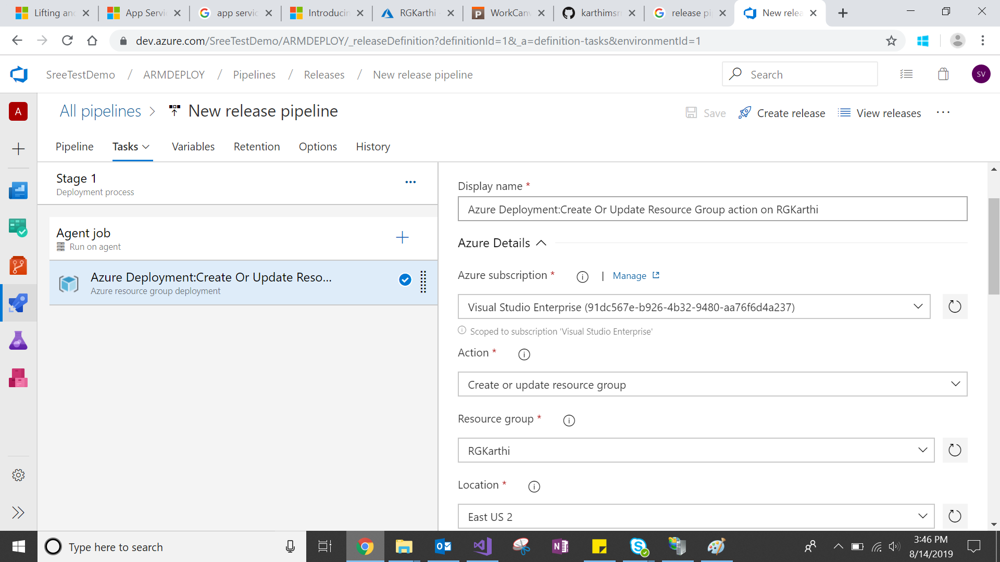 Lifting an
App Servi
app servic
Introducin
RGKarthi
WorkCanv
karthimsr
release pi
New relea
dev.azure.com/SreeTestDemo/ARMDEPLOY/_releaseDefinition?definitionId=1&_a=definition-tasks&environmentId=1
SreeTestDemo / ARMDEPLOY / Pipelines / Releases / New release pipeline
Search
SV
A
All pipelines > New release pipeline
Save
Create release
View releases
Pipeline
Tasks
Variables
Retention
Options
History
Stage 1
Deployment process
Agent job
Run on agent
Azure Deployment:Create Or Update Reso...
Azure resource group deployment
Display name *
Azure Deployment:Create Or Update Resource Group action on RGKarthi
Azure Details
Azure subscription * | Manage
Visual Studio Enterprise (91dc567e-b926-4b32-9480-aa76f6d4a237)
Scoped to subscription 'Visual Studio Enterprise'
Action *
Create or update resource group
Resource group *
RGKarthi
Location *
East US 2
Type here to search
3:46 PM
8/14/2019